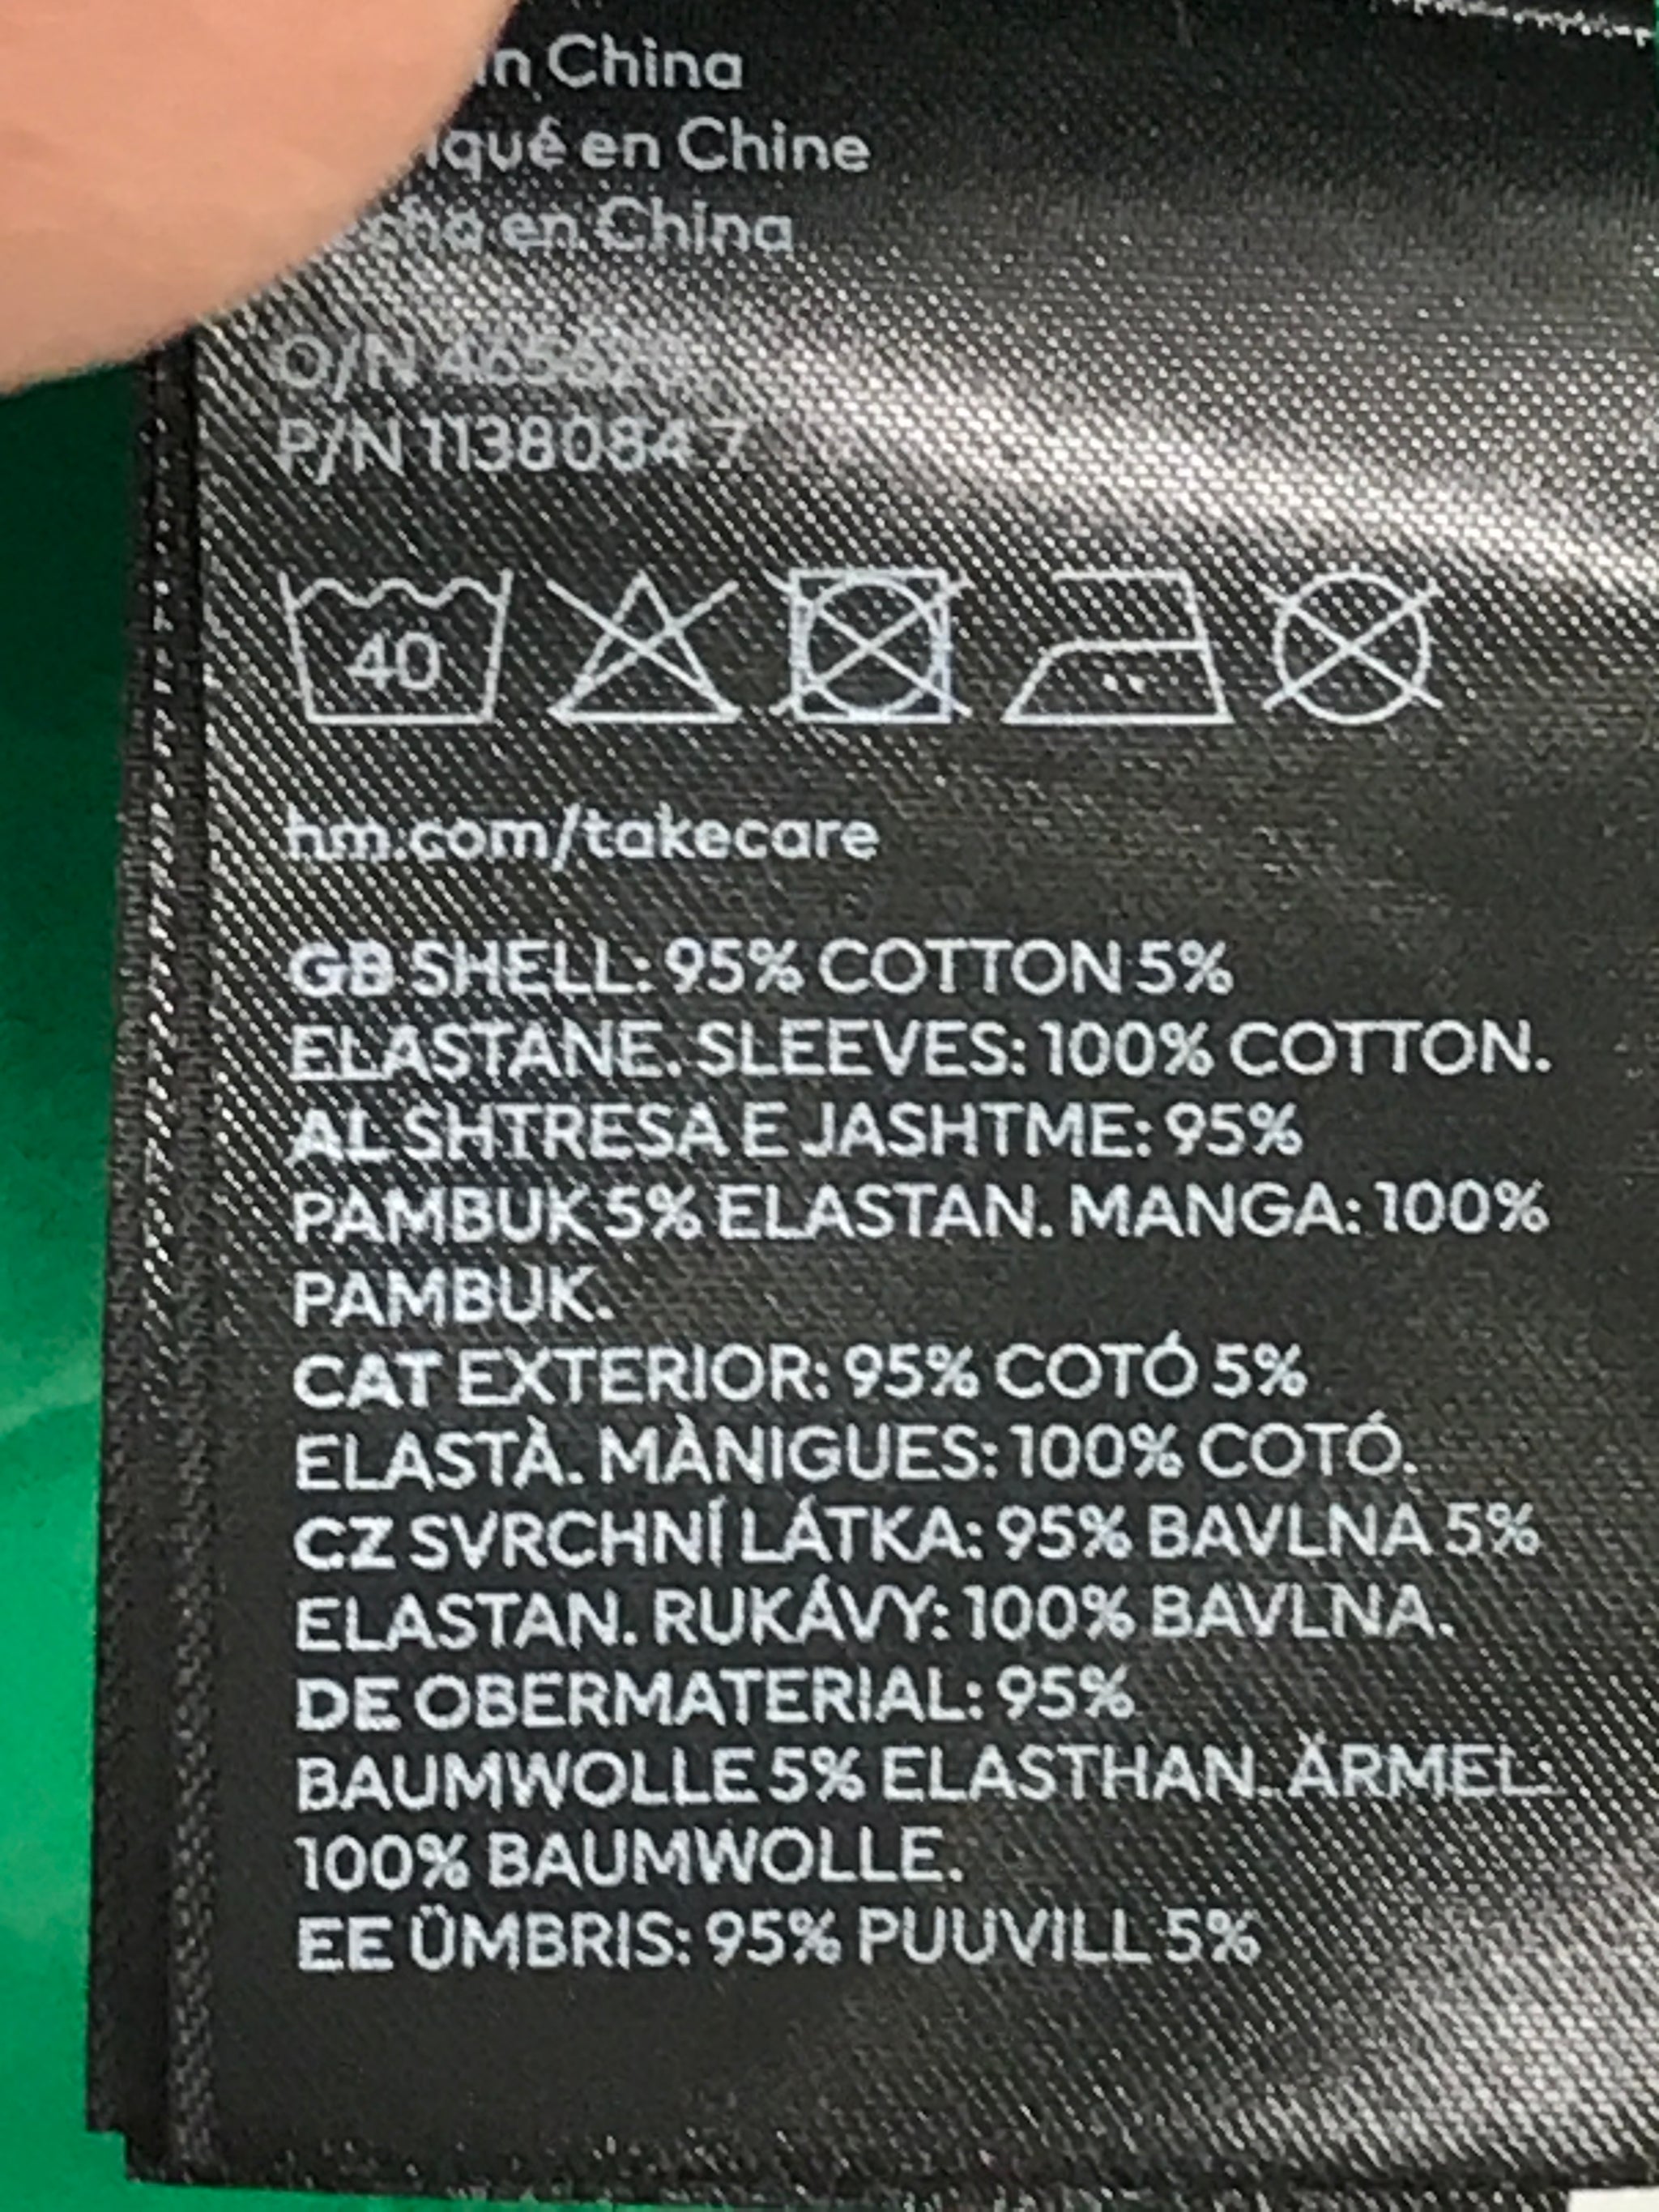 in China
iqué en Chine
echo en China
O/N
P/N 1138084 7
40
hm.com/takecare
GB SHELL: 95% COTTON 5%
ELASTANE. SLEEVES: 100% COTTON.
AL SHTRESA E JASHTME: 95%
PAMBUK 5% ELASTAN. MANGA: 100%
PAMBUK.
CAT EXTERIOR: 95% COTÓ 5%
ELASTÀ. MÀNIGUES: 100% COTÓ.
CZ SVRCHNÍ LÁTKA: 95% BAVLNA 5%
ELASTAN. RUKÁVY: 100% BAVLNA.
DE OBERMATERIAL: 95%
BAUMWOLLE 5% ELASTHAN. ÄRMEL:
100% BAUMWOLLE.
EE ÜMBRIS: 95% PUUVILL 5%